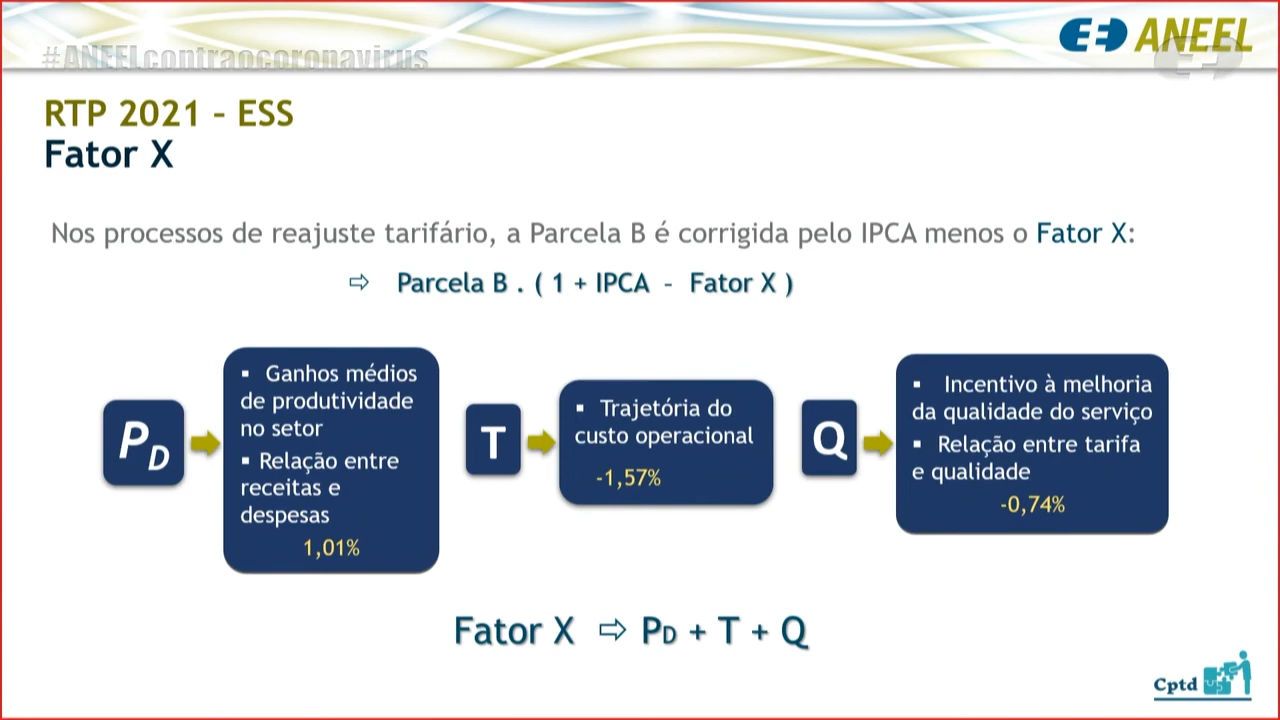 #ANEELcontraocoronavirus
ANEEL
RTP 2021 – ESS
Fator X
Nos processos de reajuste tarifário, a Parcela B é corrigida pelo IPCA menos o Fator X:
⇨ Parcela B . ( 1 + IPCA – Fator X )
PD
▪ Ganhos médios
de produtividade
no setor
▪ Relação entre
receitas e
despesas
1,01%
T
▪ Trajetória do
custo operacional
-1,57%
Q
▪ Incentivo à melhoria
da qualidade do serviço
▪ Relação entre tarifa
e qualidade
-0,74%
Fator X ⇨ PD + T + Q
Cptd